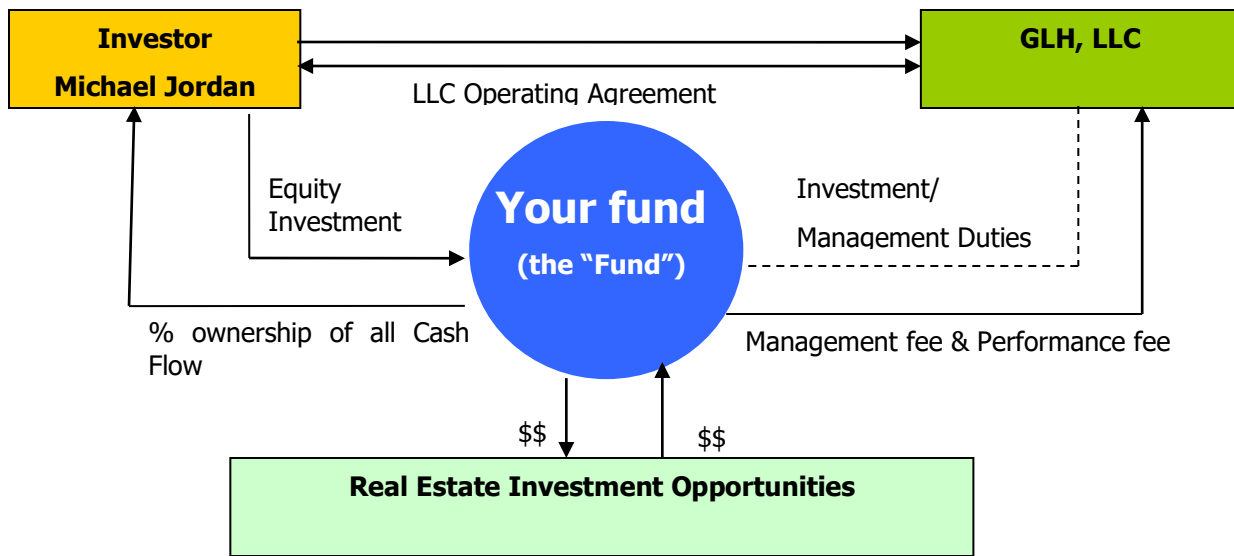 Investor
Michael Jordan
GLH, LLC
LLC Operating Agreement
Equity
Investment
Your fund
(the “Fund”)
Investment/
Management Duties
% ownership of all Cash
Flow
Management fee & Performance fee
$$
$$
Real Estate Investment Opportunities